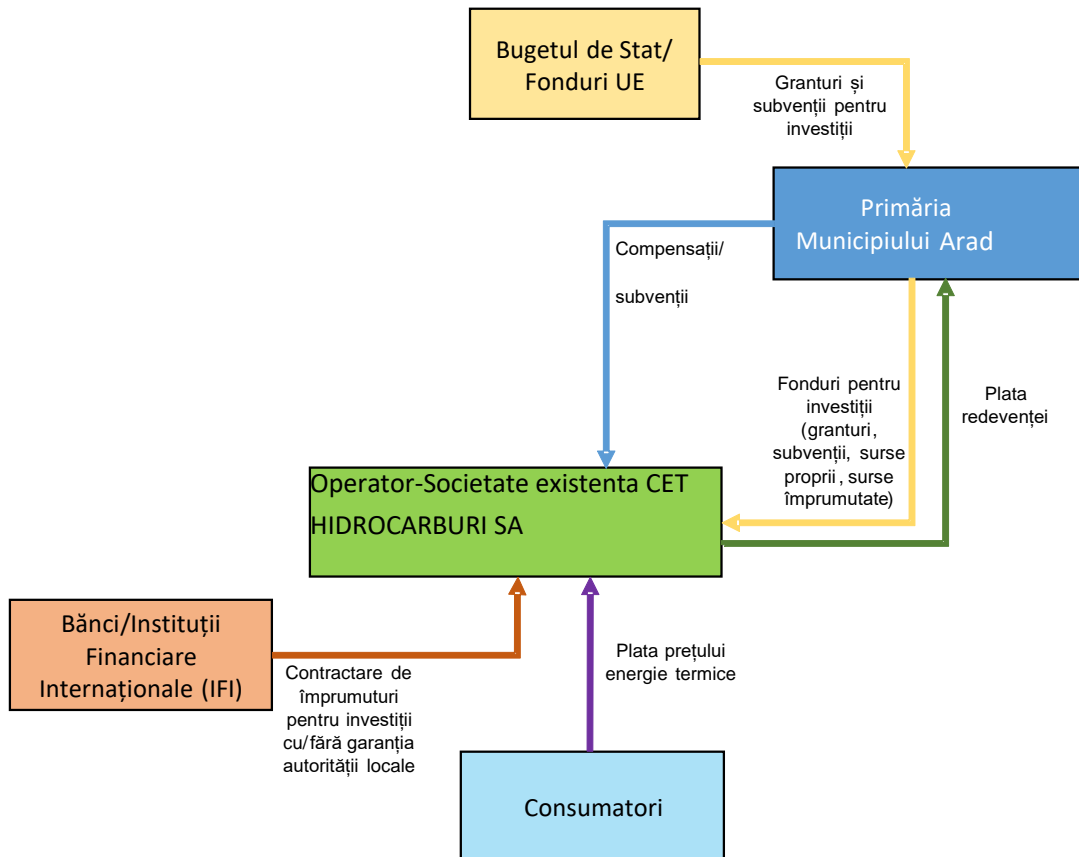 Bugetul de Stat/
Fonduri UE
Granturi și
subvenții pentru
investiții
Primăria
Municipiului Arad
Compensații/
subvenții
Fonduri pentru
investiții
(granturi,
subvenții, surse
proprii, surse
împrumutate)
Plata
redevenței
Operator-Societate existenta CET
HIDROCARBURI SA
Bănci/Instituții
Financiare
Internaționale (IFI)
Contractare de
împrumuturi
pentru investiții
cu/fără garanția
autorității locale
Plata prețului
energie termice
Consumatori